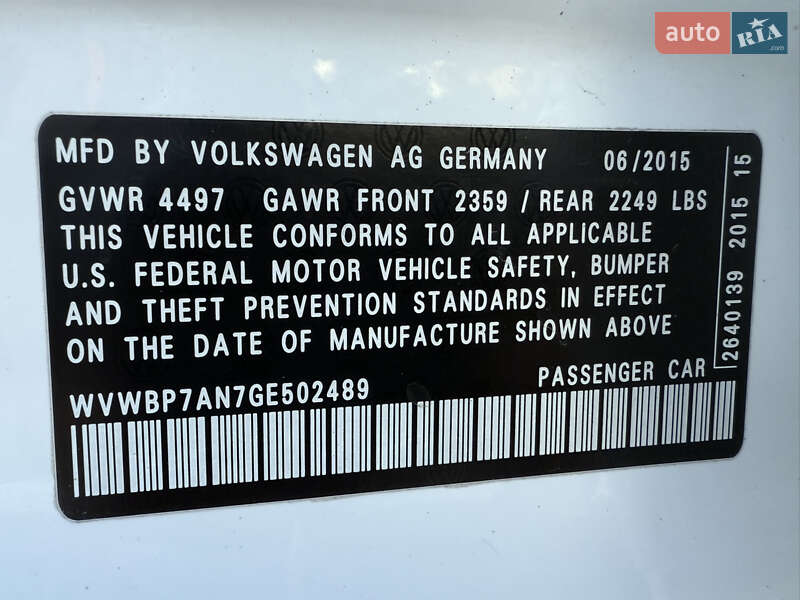 auto RIA .com
MFD BY VOLKSWAGEN AG GERMANY 06/2015
GVWR 4497 GAWR FRONT 2359 / REAR 2249 LBS
THIS VEHICLE CONFORMS TO ALL APPLICABLE
U.S. FEDERAL MOTOR VEHICLE SAFETY, BUMPER
AND THEFT PREVENTION STANDARDS IN EFFECT
ON THE DATE OF MANUFACTURE SHOWN ABOVE
WVWBP7AN7GE502489 PASSENGER CAR
2640139 2015 15